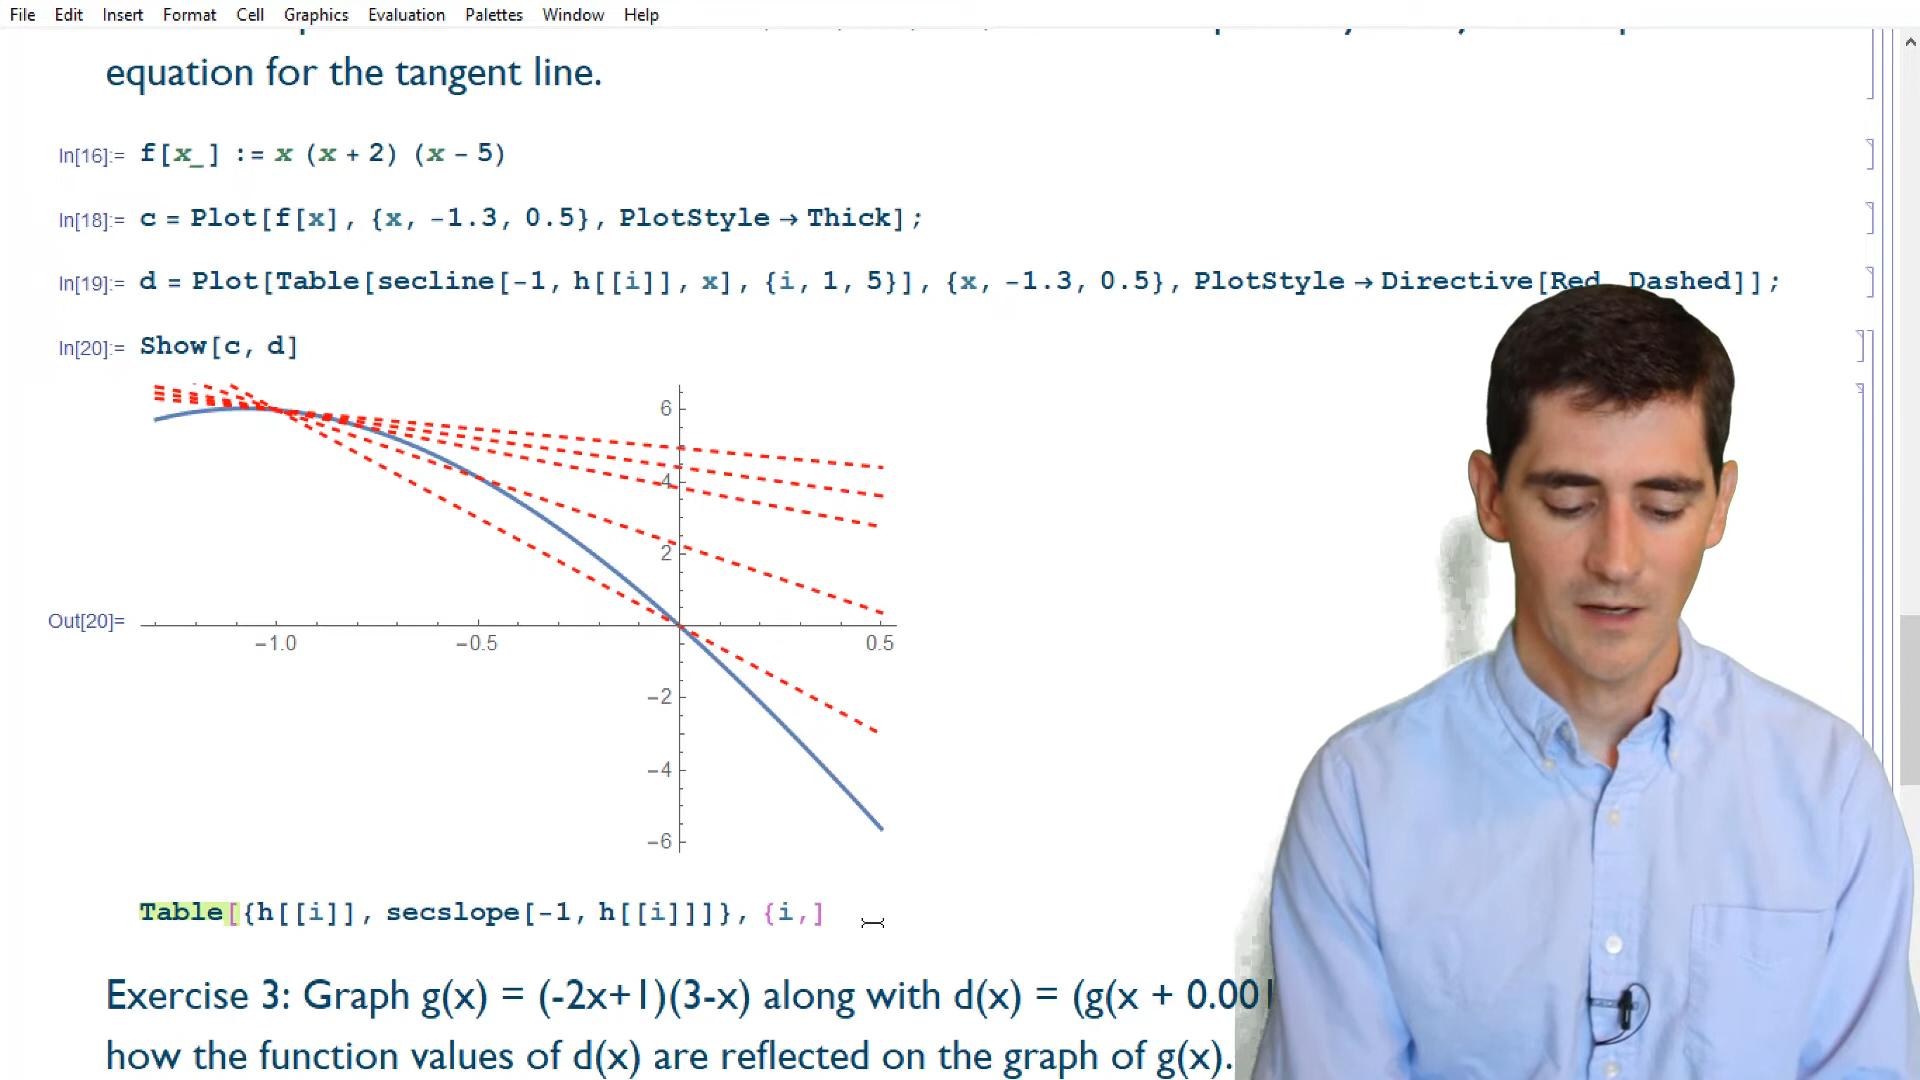 File Edit Insert Format Cell Graphics Evaluation Palettes Window Help
equation for the tangent line.
In[16]:= f[x_] := x (x + 2) (x - 5)
In[18]:= c = Plot[f[x], {x, -1.3, 0.5}, PlotStyle → Thick];
In[19]:= d = Plot[Table[secline[-1, h[[i]], x], {i, 1, 5}], {x, -1.3, 0.5}, PlotStyle → Directive[Red, Dashed]];
In[20]:= Show[c, d]
6
4
2
Out[20]=
-1.0 -0.5 0.5
-2
-4
-6
Table[{h[[i]], secslope[-1, h[[i]]]}, {i,]
Exercise 3: Graph g(x) = (-2x+1)(3-x) along with d(x) = (g(x + 0.001
how the function values of d(x) are reflected on the graph of g(x).